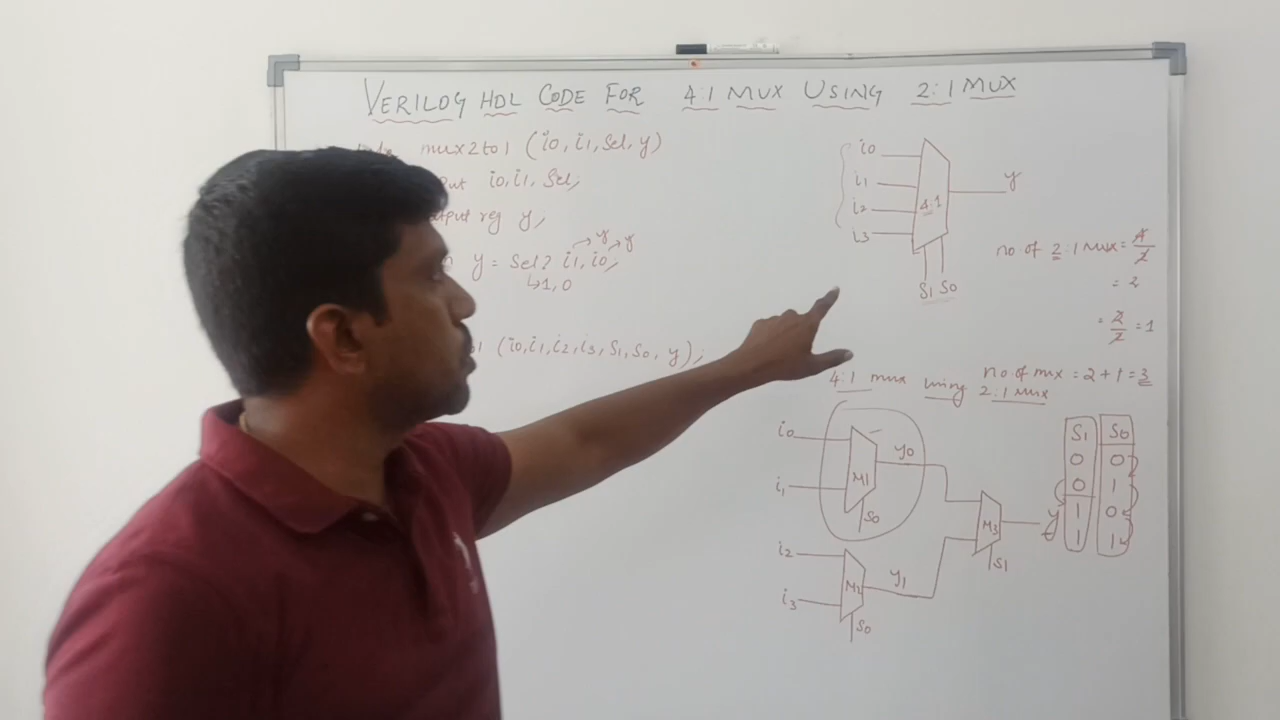 VERILOG HDL CODE FOR 4:1 MUX USING 2:1 MUX
mux2to1 (i0, i1, Sel, y)
i0, i1, Sel;
reg y;
y = Sel? i1, i0;
y y
1, 0
(i0, i1, i2, i3, S1, S0, y);
i0
i1
i2
i3
4:1
y
S1 S0
no of 2:1 MUX = 4/2
= 2
= 2/2 = 1
no. of mux = 2 + 1 = 3
4:1 mux using 2:1 MUX
i0
i1
M1
S0
y0
i2
i3
M2
S0
y1
M3
S1
y
S1 S0
0 0
0 1
1 0
1 1